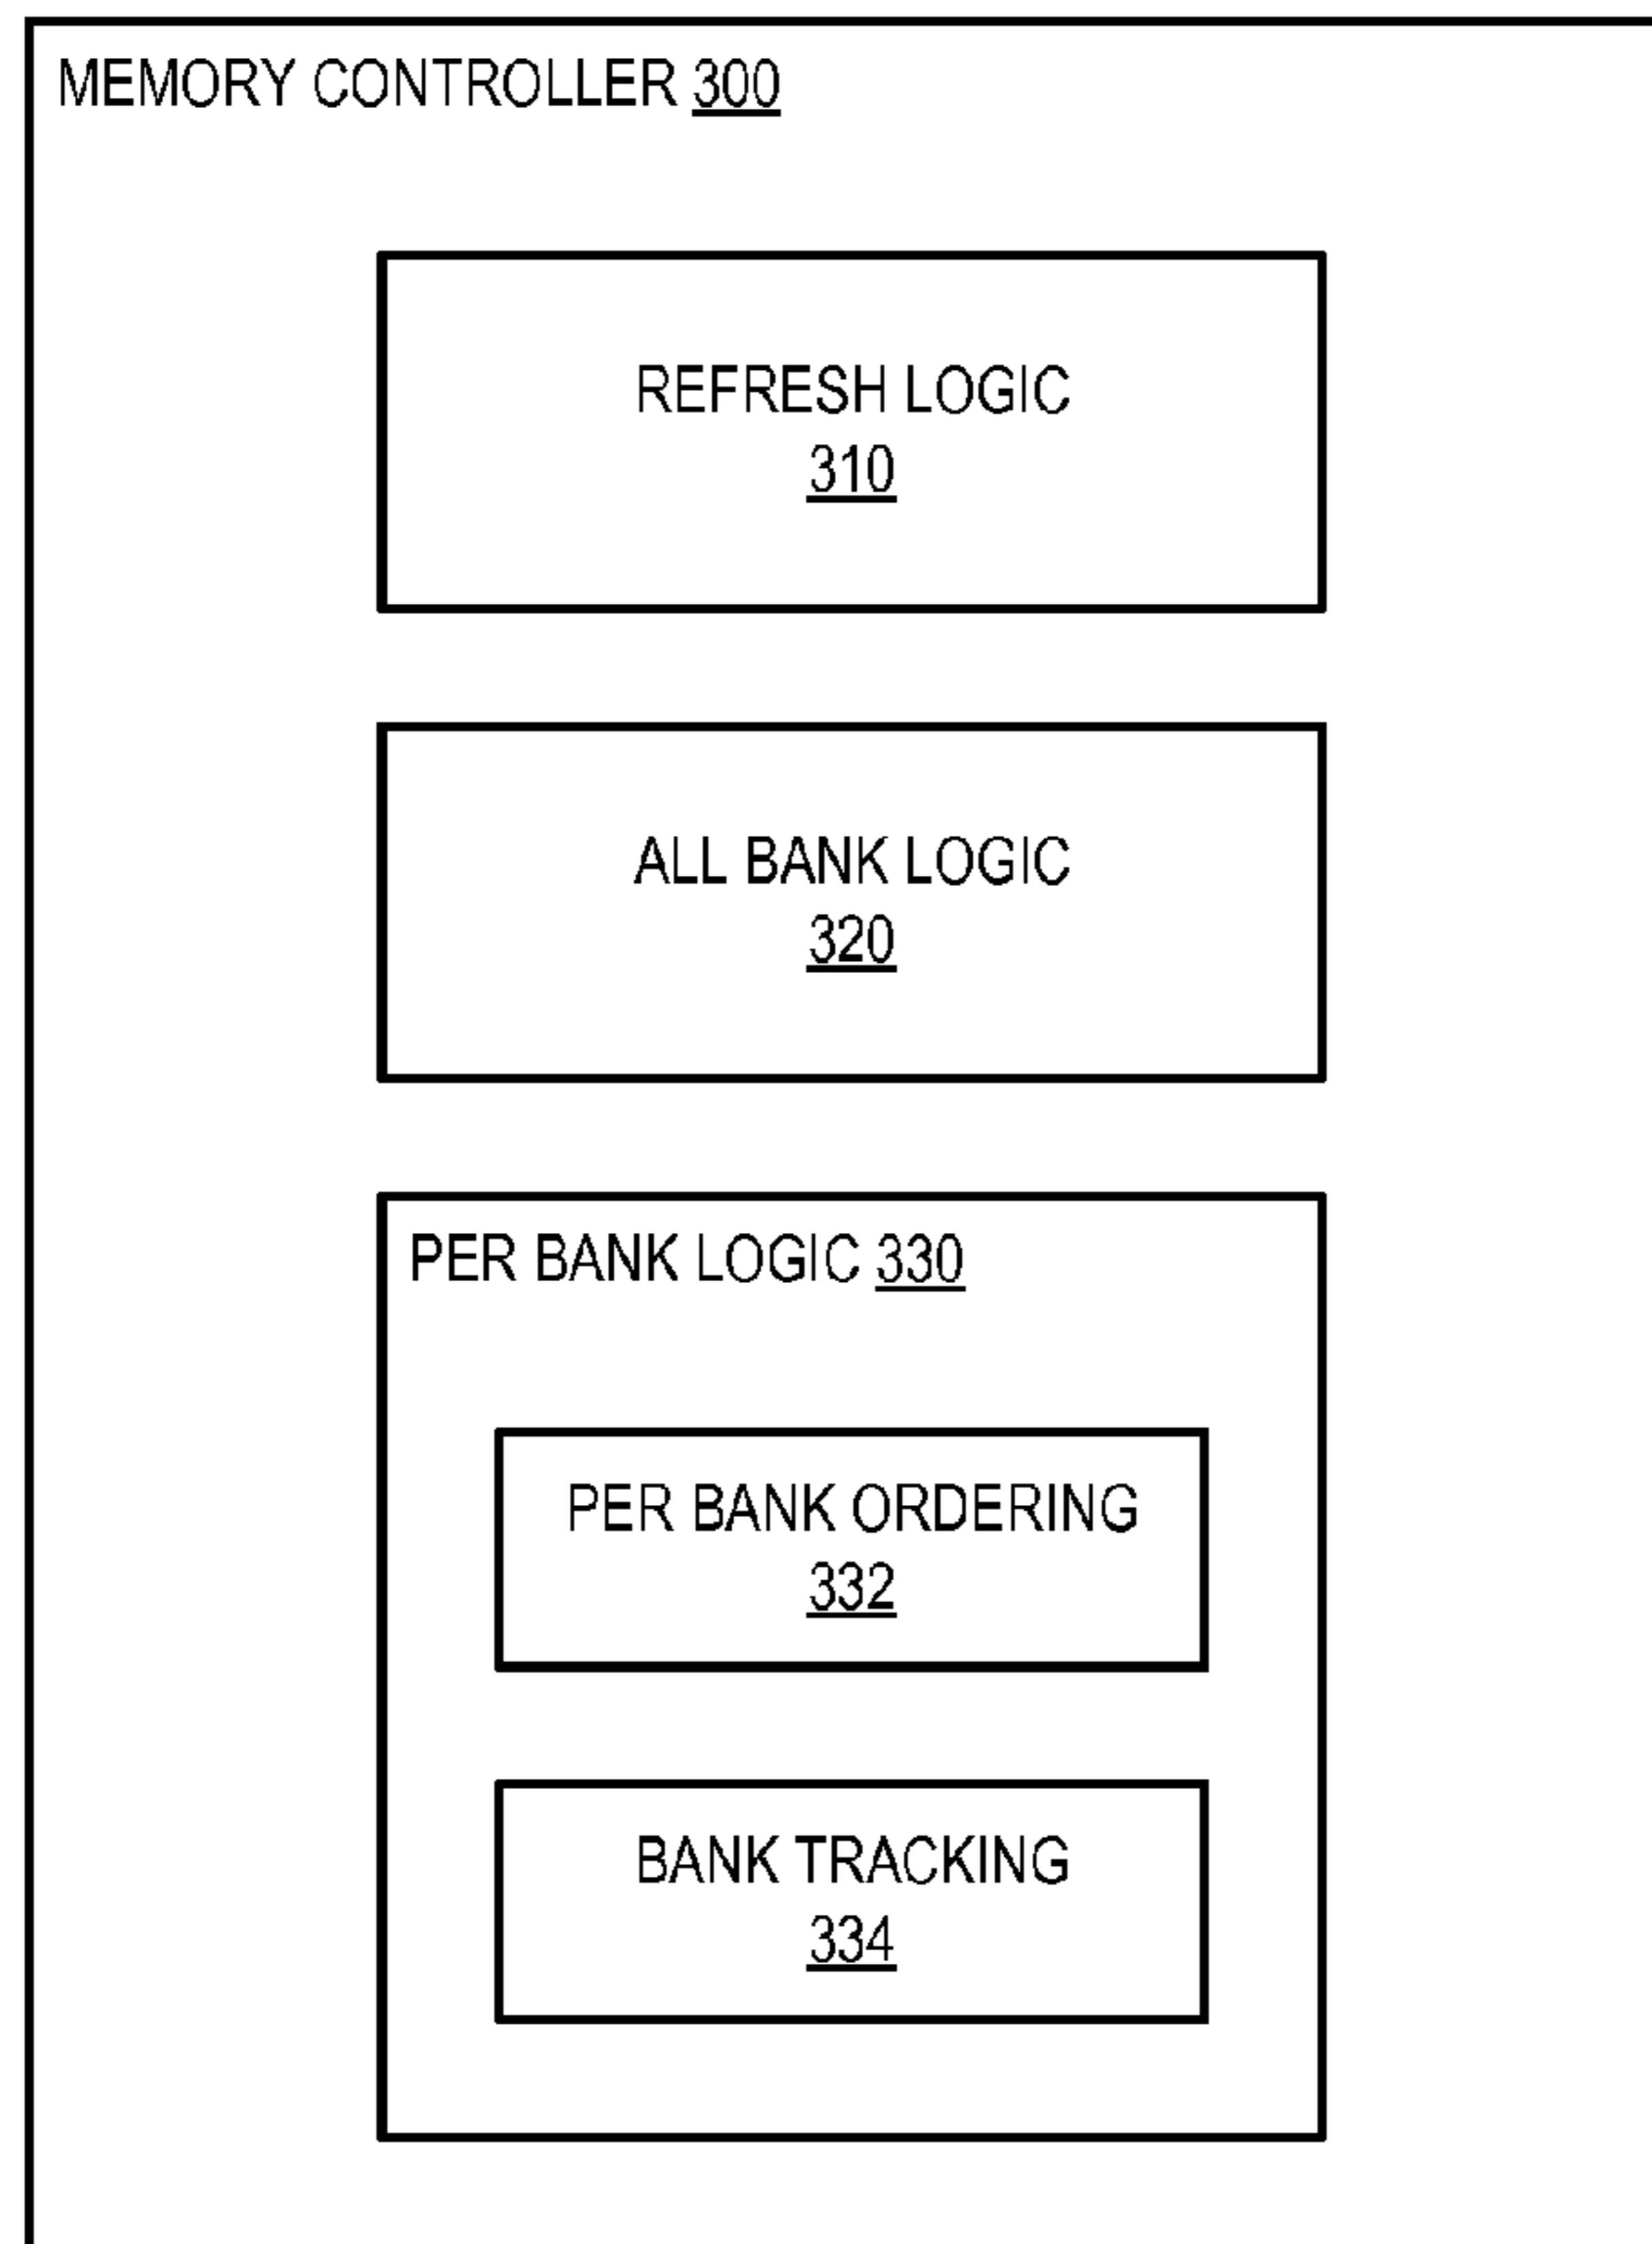 MEMORY CONTROLLER 300
REFRESH LOGIC
310
ALL BANK LOGIC
320
PER BANK LOGIC 330
PER BANK ORDERING
332
BANK TRACKING
334